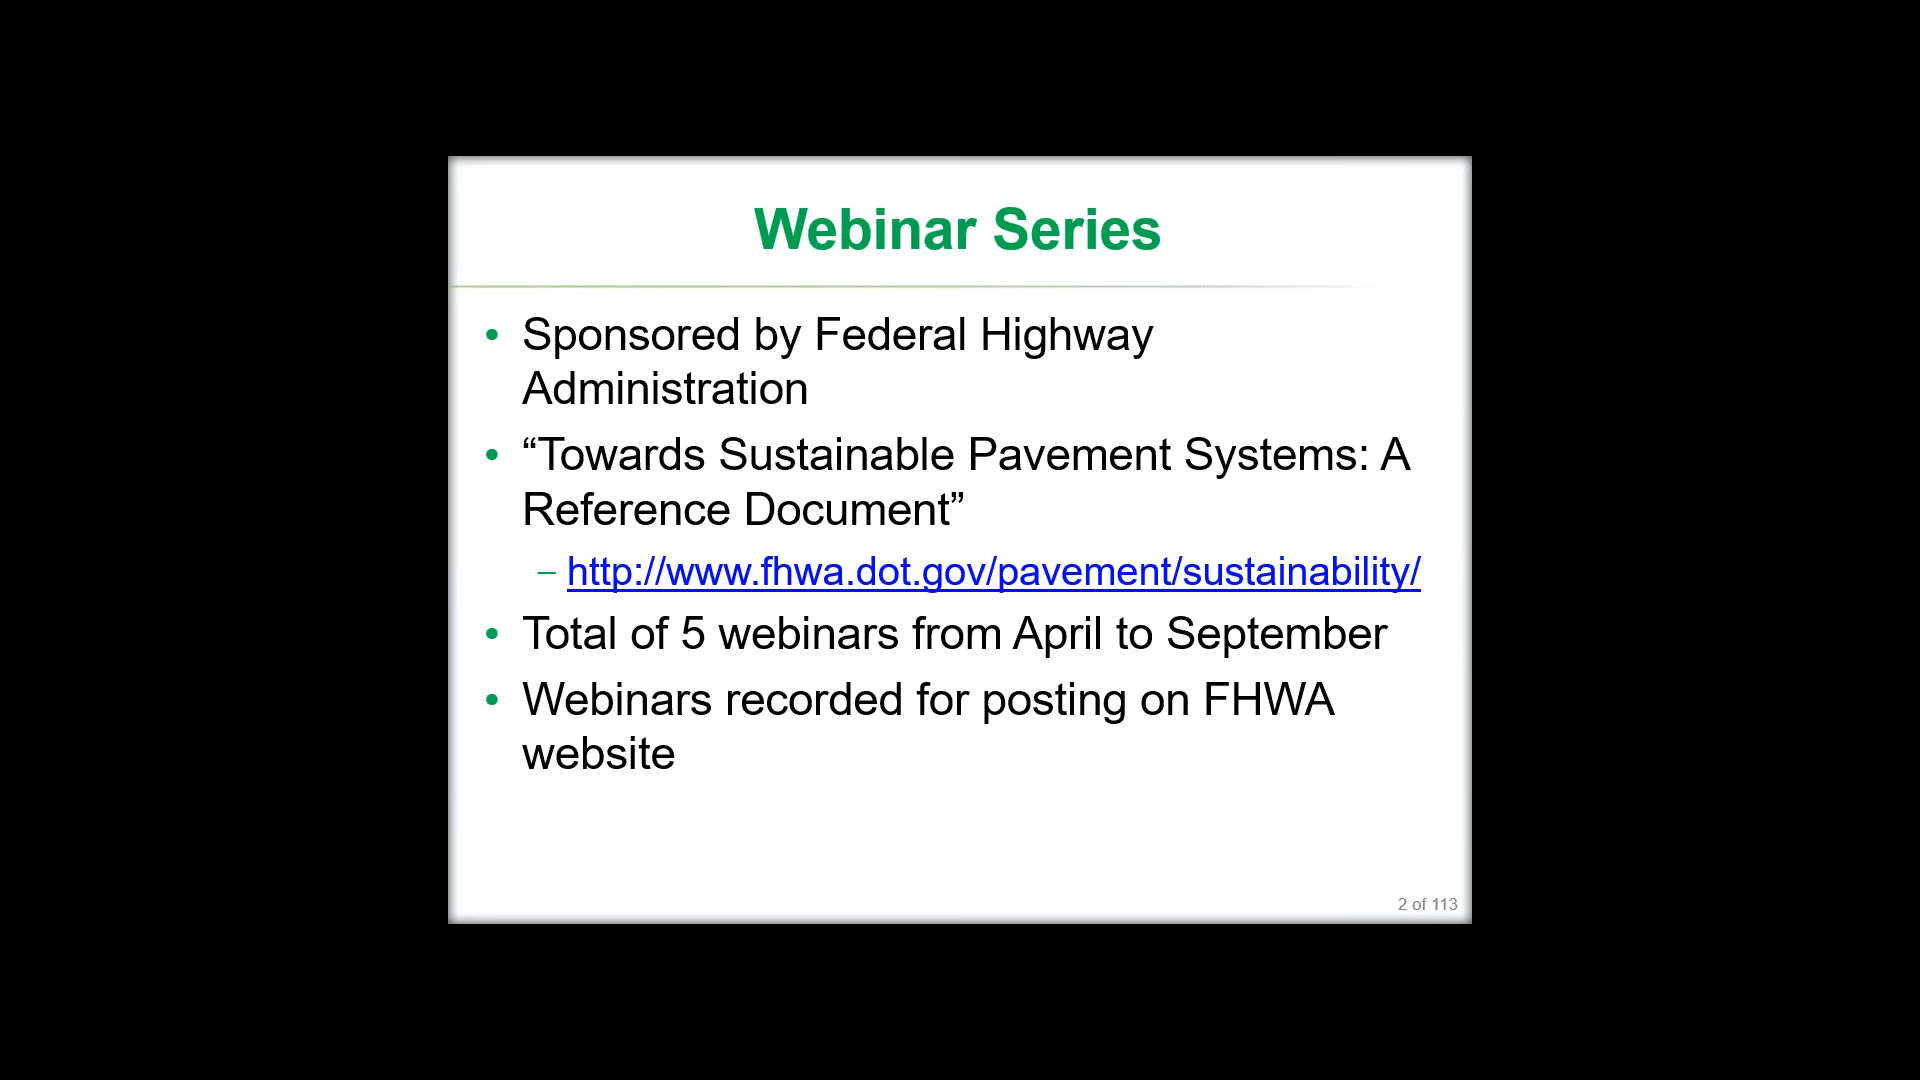 Webinar Series
• Sponsored by Federal Highway
Administration
• “Towards Sustainable Pavement Systems: A
Reference Document”
– http://www.fhwa.dot.gov/pavement/sustainability/
• Total of 5 webinars from April to September
• Webinars recorded for posting on FHWA
website
2 of 113